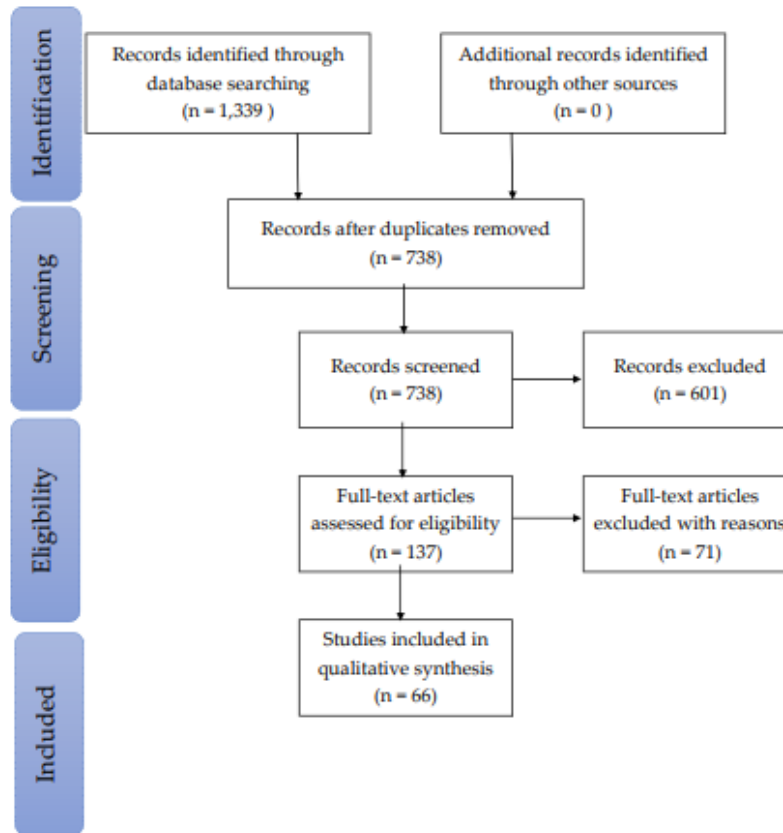 Identification
Records identified through
database searching
(n = 1,339 )
Additional records identified
through other sources
(n = 0 )
Screening
Records after duplicates removed
(n = 738)
Records screened
(n = 738)
Records excluded
(n = 601)
Eligibility
Full-text articles
assessed for eligibility
(n = 137)
Full-text articles
excluded with reasons
(n = 71)
Included
Studies included in
qualitative synthesis
(n = 66)